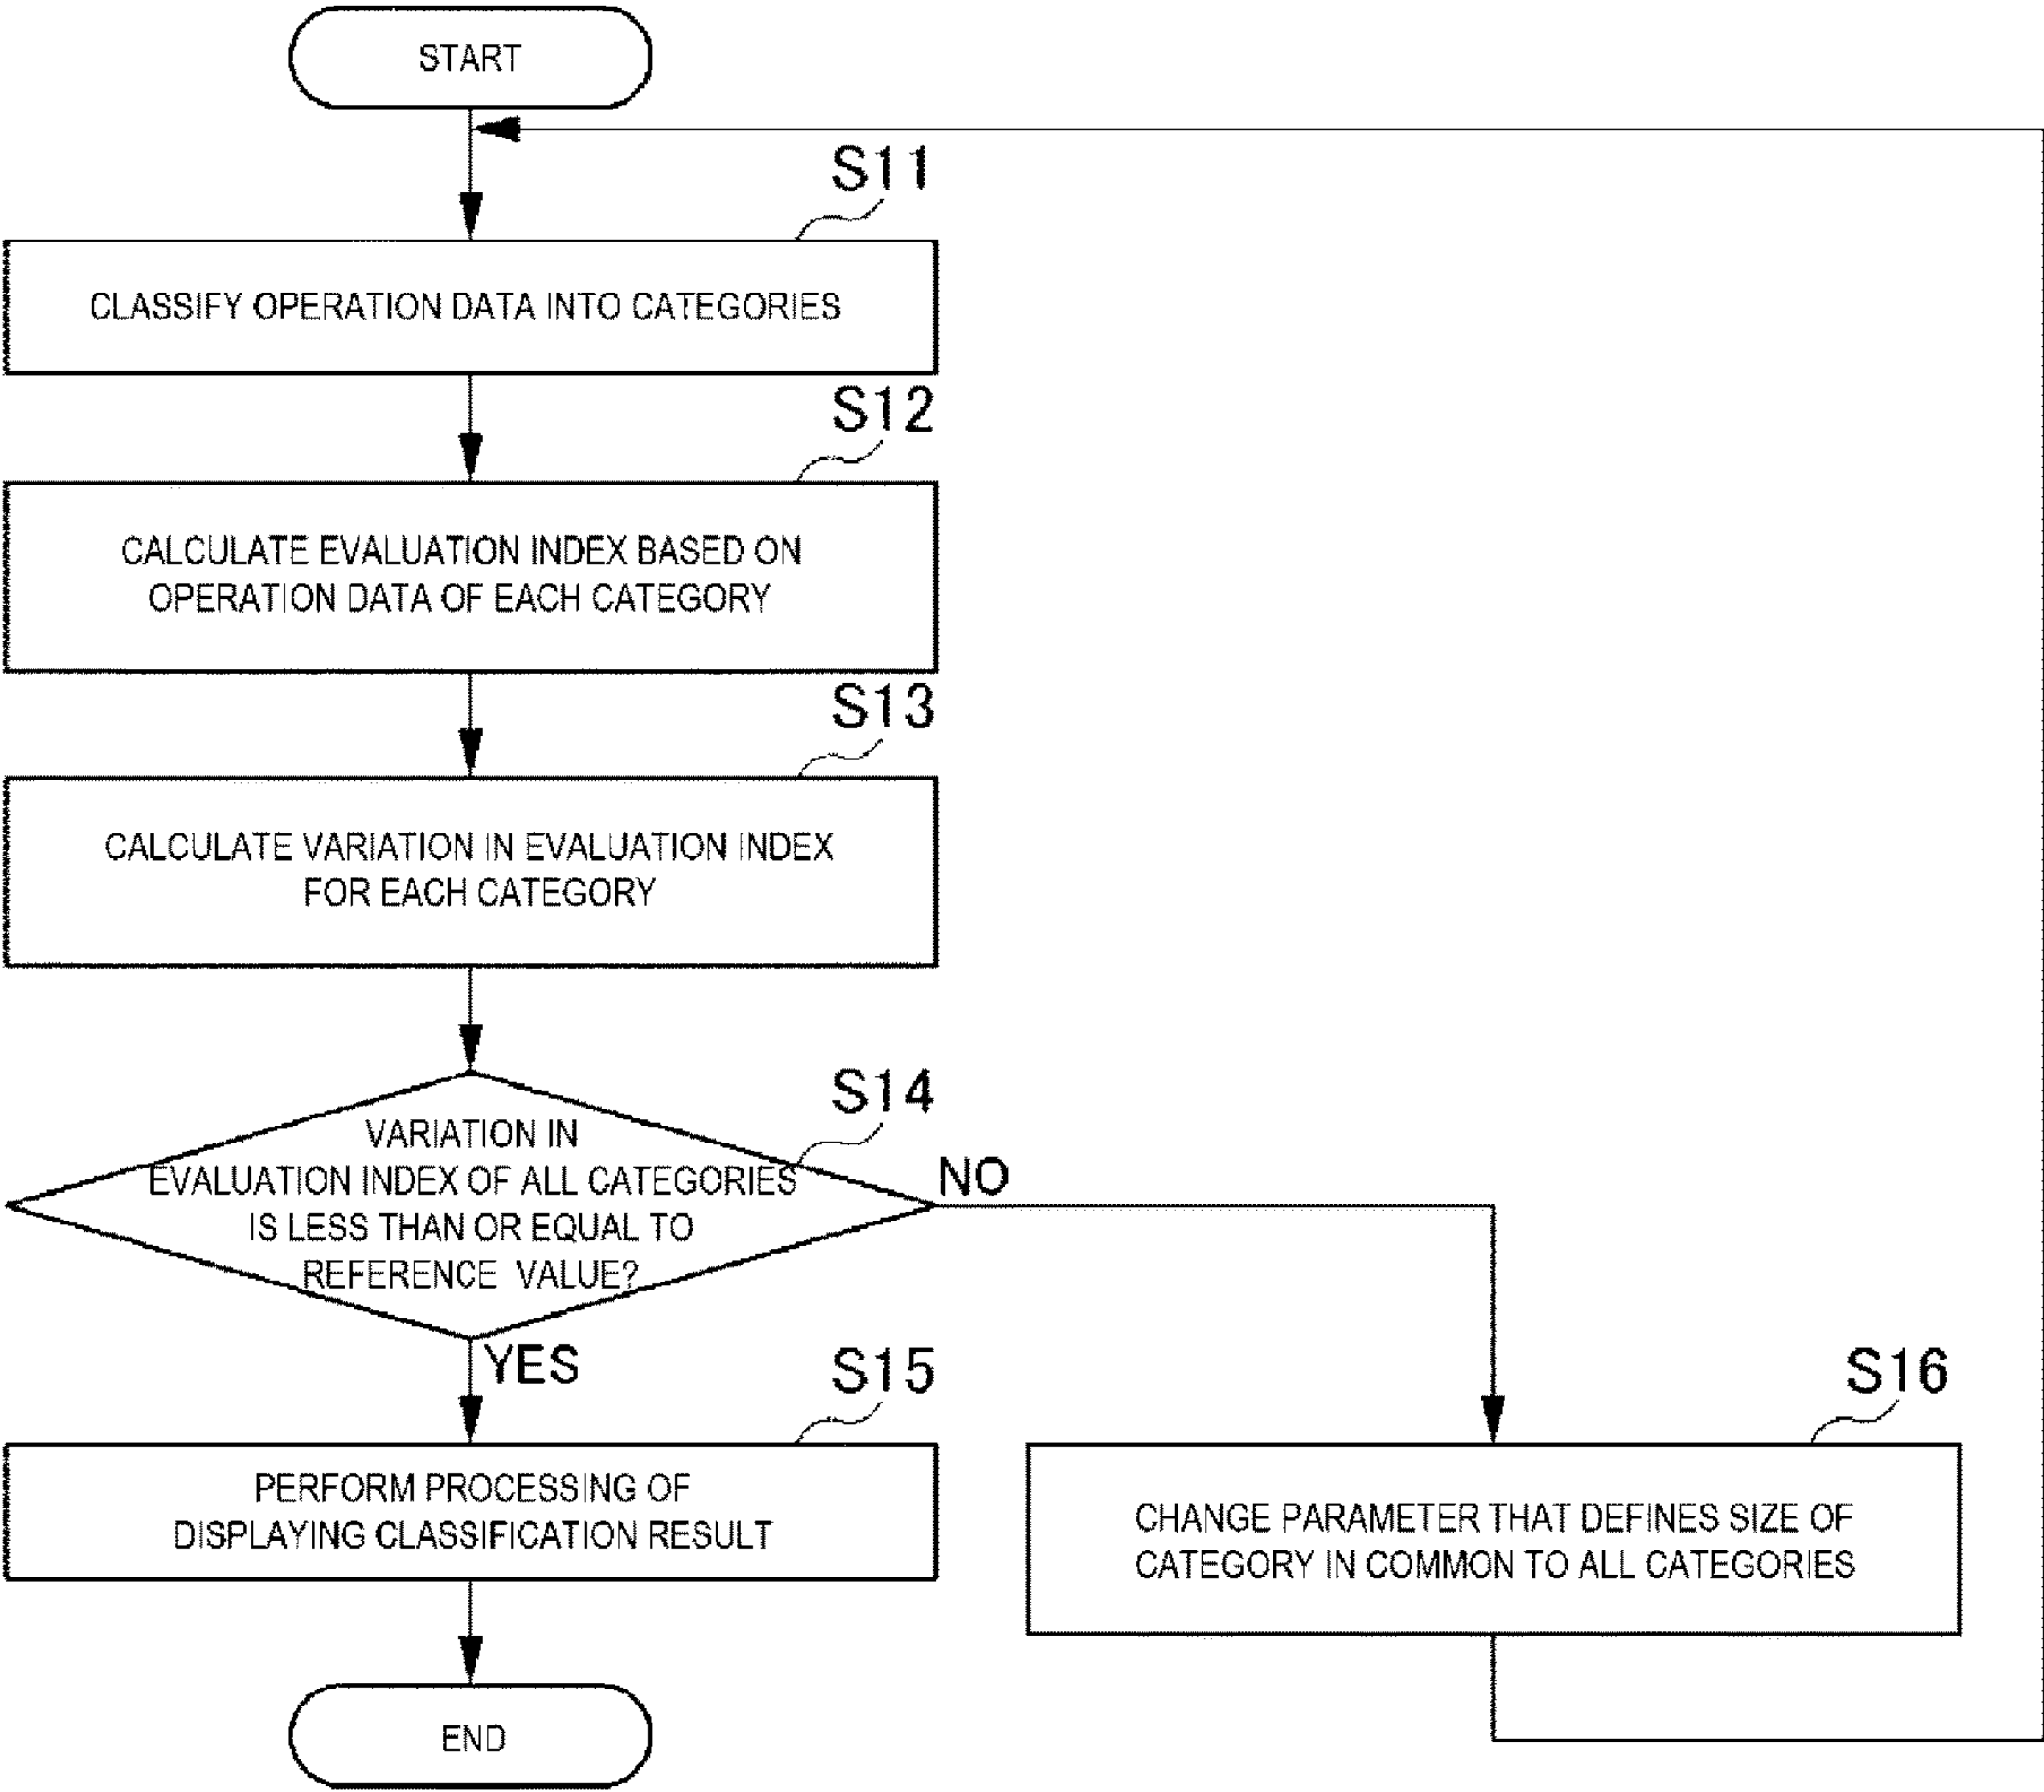 START
S11
CLASSIFY OPERATION DATA INTO CATEGORIES
S12
CALCULATE EVALUATION INDEX BASED ON
OPERATION DATA OF EACH CATEGORY
S13
CALCULATE VARIATION IN EVALUATION INDEX
FOR EACH CATEGORY
S14
VARIATION IN
EVALUATION INDEX OF ALL CATEGORIES
IS LESS THAN OR EQUAL TO
REFERENCE VALUE?
NO
YES
S15
PERFORM PROCESSING OF
DISPLAYING CLASSIFICATION RESULT
S16
CHANGE PARAMETER THAT DEFINES SIZE OF
CATEGORY IN COMMON TO ALL CATEGORIES
END